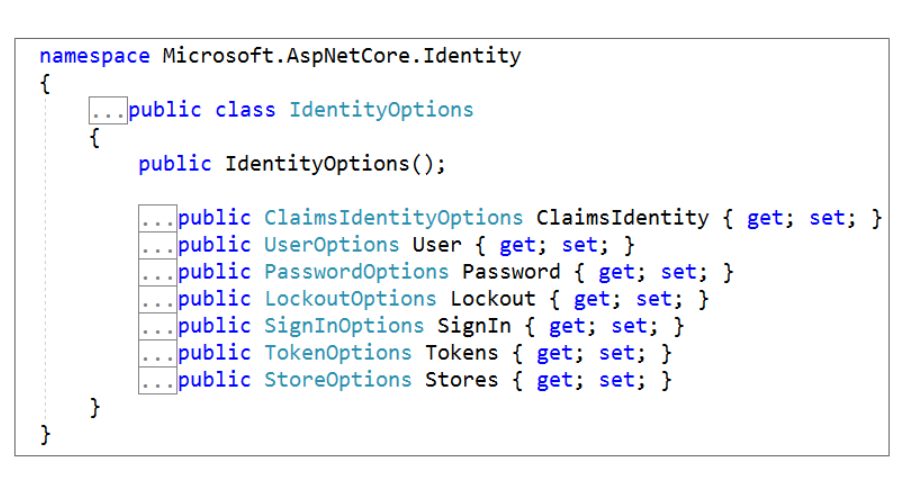 namespace Microsoft.AspNetCore.Identity
{
...public class IdentityOptions
{
public IdentityOptions();
...public ClaimsIdentityOptions ClaimsIdentity { get; set; }
...public UserOptions User { get; set; }
...public PasswordOptions Password { get; set; }
...public LockoutOptions Lockout { get; set; }
...public SignInOptions SignIn { get; set; }
...public TokenOptions Tokens { get; set; }
...public StoreOptions Stores { get; set; }
}
}